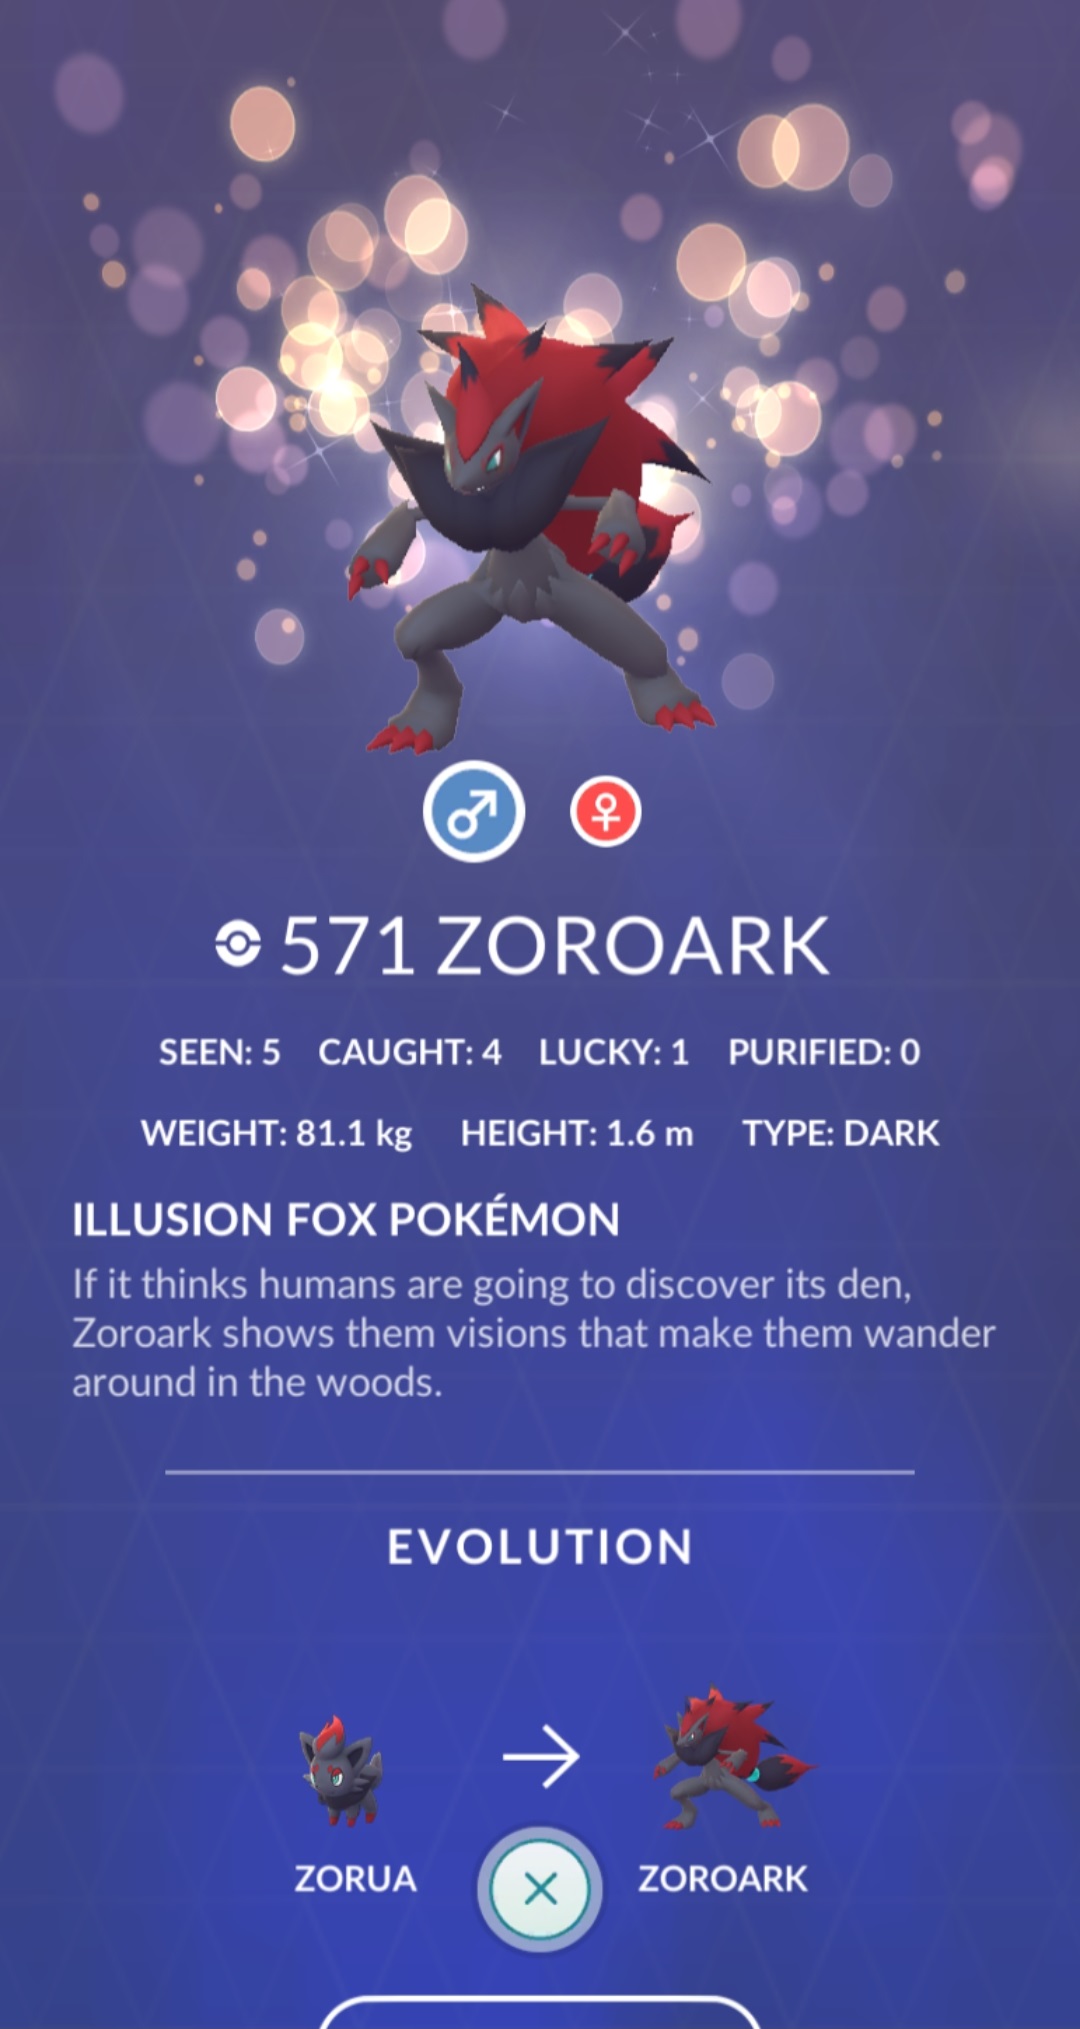 571 ZOROARK
SEEN: 5 CAUGHT: 4 LUCKY: 1 PURIFIED: 0
WEIGHT: 81.1 kg HEIGHT: 1.6 m TYPE: DARK
ILLUSION FOX POKÉMON
If it thinks humans are going to discover its den,
Zoroark shows them visions that make them wander
around in the woods.
EVOLUTION
ZORUA ZOROARK